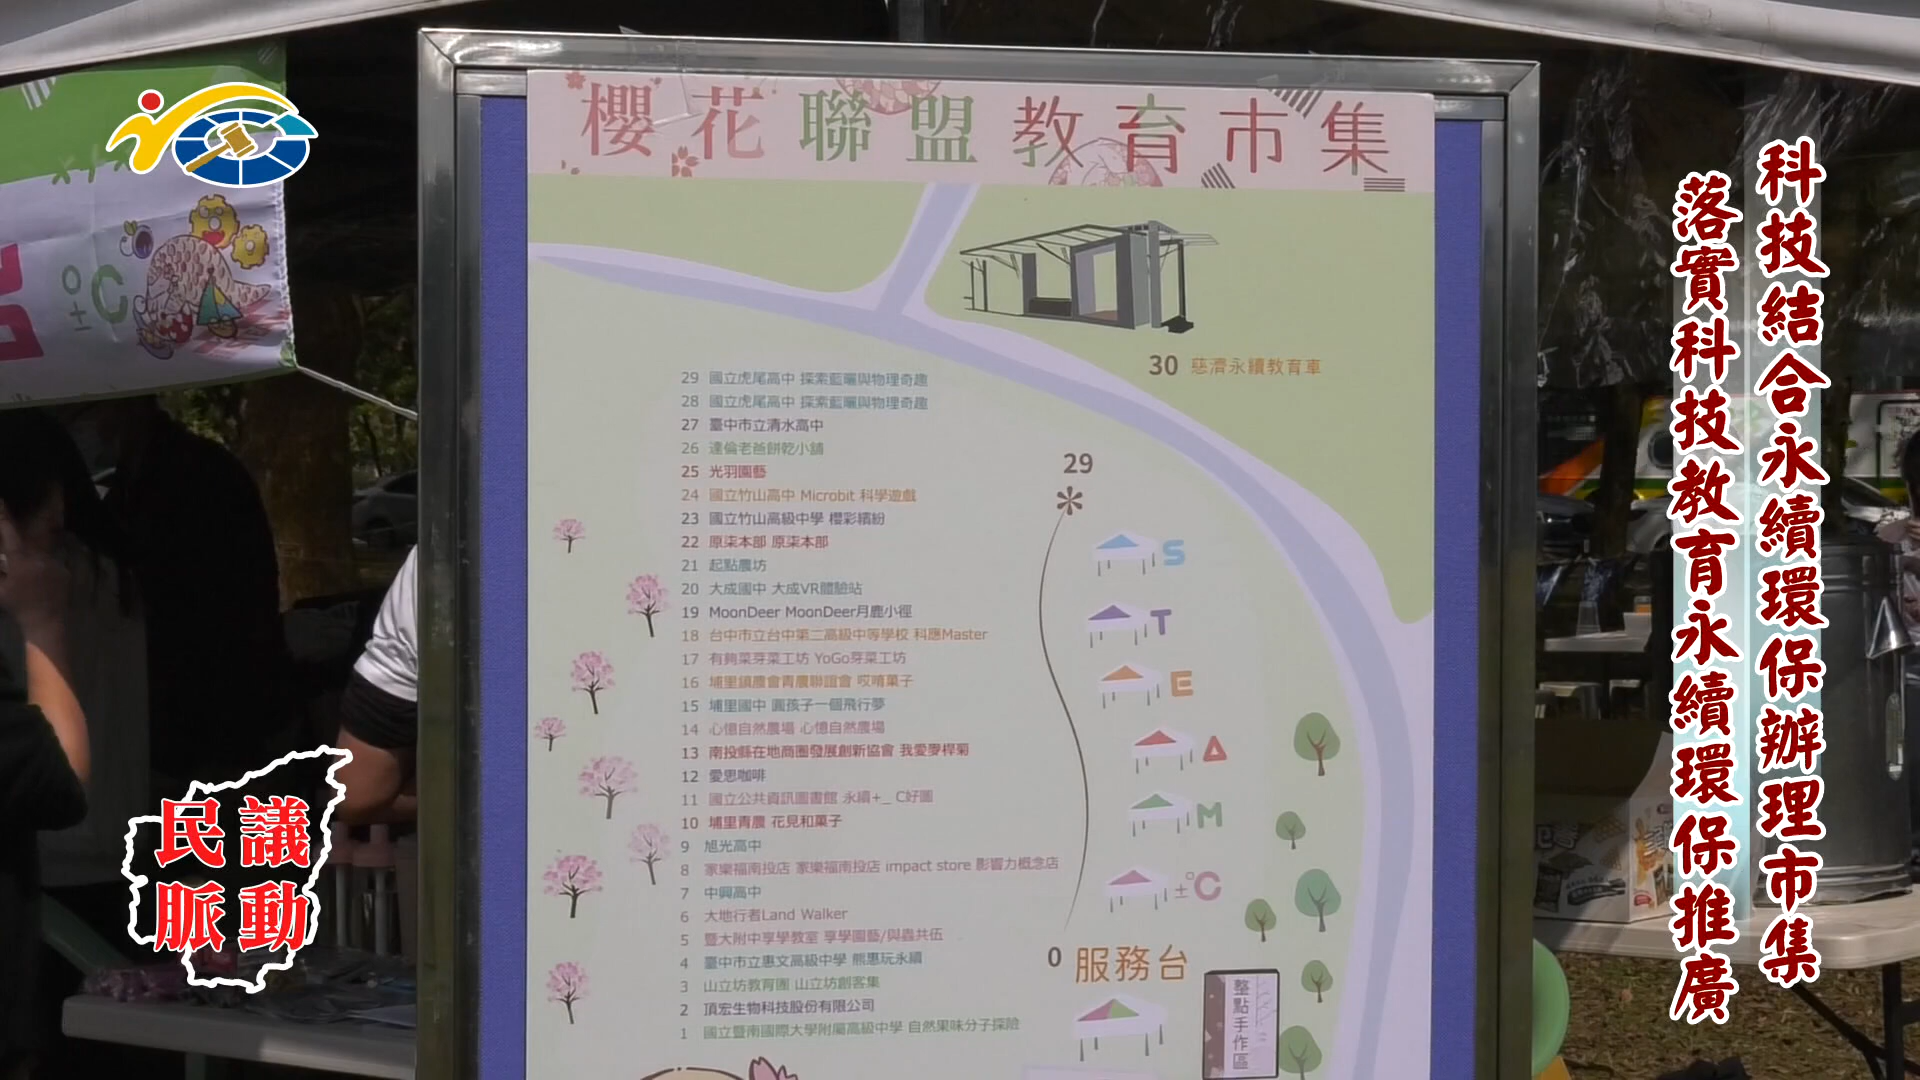 櫻花聯盟教育市集
科技結合永續環保辦理市集
落實科技教育永續環保推廣
±°C
30 慈濟永續教育車
29 國立虎尾高中 探索藍曬與物理奇趣
28 國立虎尾高中 探索藍曬與物理奇趣
27 臺中市立清水高中
26 達倫老爸餅乾小舖
25 光羽園藝
24 國立竹山高中 Microbit 科學遊戲
23 國立竹山高級中學 櫻彩繽紛
22 原柒本部 原柒本部
21 起點農坊
20 大成國中 大成VR體驗站
19 MoonDeer MoonDeer月鹿小徑
18 台中市立台中第二高級中等學校 科應Master
17 有夠菜芽菜工坊 YoGo芽菜工坊
16 埔里鎮農會青農聯誼會 哎唷菓子
15 埔里國中 圓孩子一個飛行夢
14 心憶自然農場 心憶自然農場
13 南投縣在地商圈發展創新協會 我愛麥桿菊
12 愛思咖啡
11 國立公共資訊圖書館 永續+_ C好圖
10 埔里青農 花見和菓子
9 旭光高中
8 家樂福南投店 家樂福南投店 impact store 影響力概念店
7 中興高中
6 大地行者Land Walker
5 暨大附中享學教室 享學園藝/與蟲共伍
4 臺中市立惠文高級中學 熊惠玩永續
3 山立坊教育團 山立坊創客集
2 頂宏生物科技股份有限公司
1 國立暨南國際大學附屬高級中學 自然果味分子探險
29
S
T
E
A
M
±°C
0 服務台
整點手作區
民議
脈動